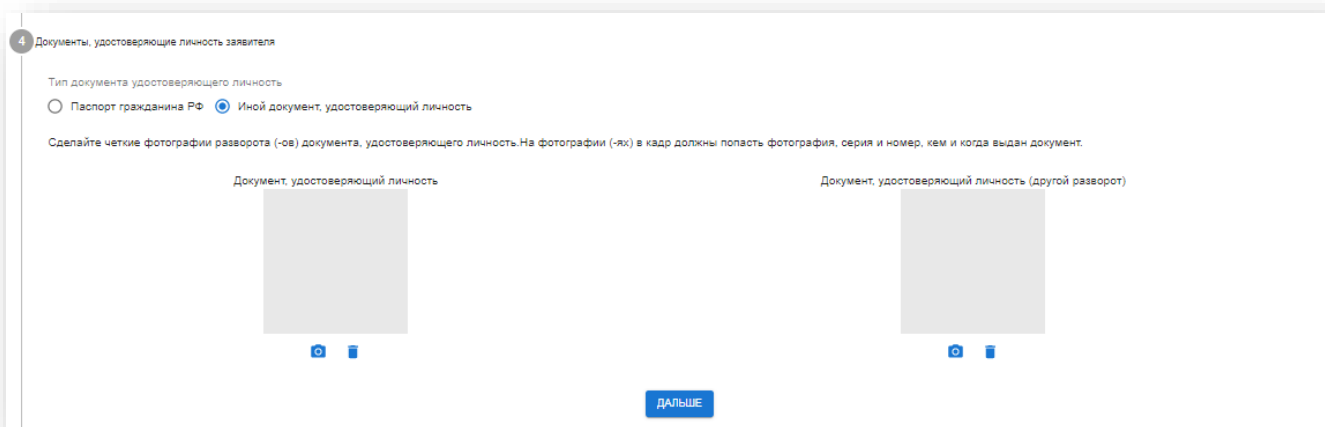 4 Документы, удостоверяющие личность заявителя
Тип документа удостоверяющего личность
Паспорт гражданина РФ Иной документ, удостоверяющий личность
Сделайте четкие фотографии разворота (-ов) документа, удостоверяющего личность.На фотографии (-ях) в кадр должны попасть фотография, серия и номер, кем и когда выдан документ.
Документ, удостоверяющий личность
Документ, удостоверяющий личность (другой разворот)
ДАЛЬШЕ